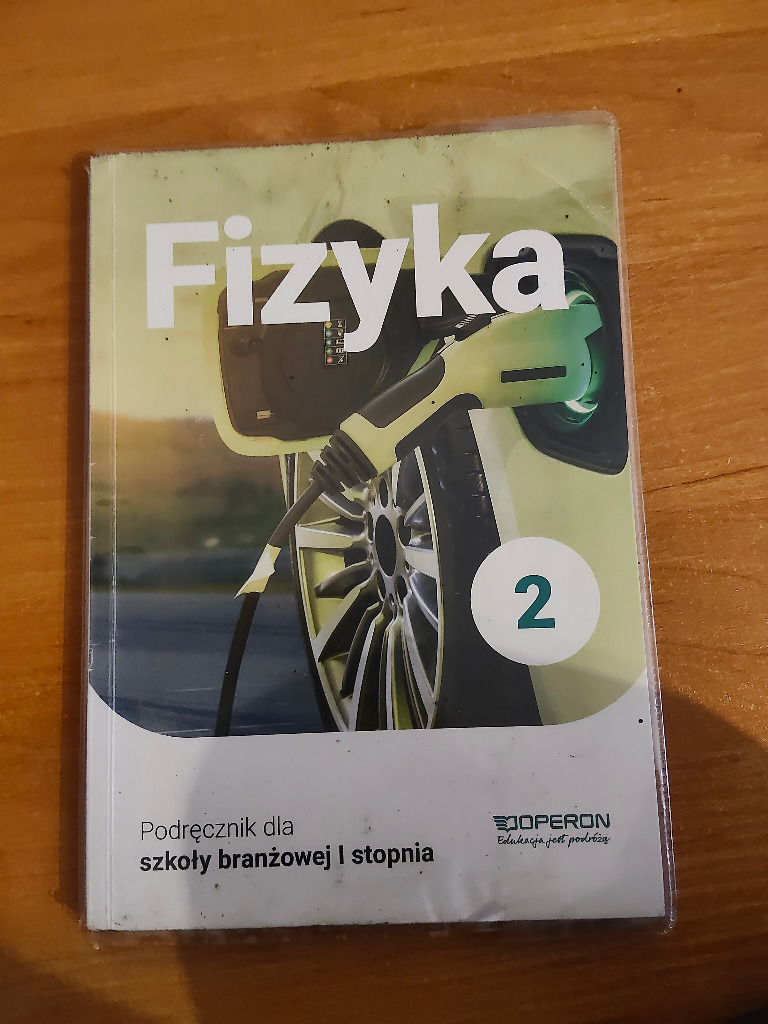 Fizyka
2
Podręcznik dla
szkoły branżowej I stopnia
OPERON
Edukacja jest podróżą